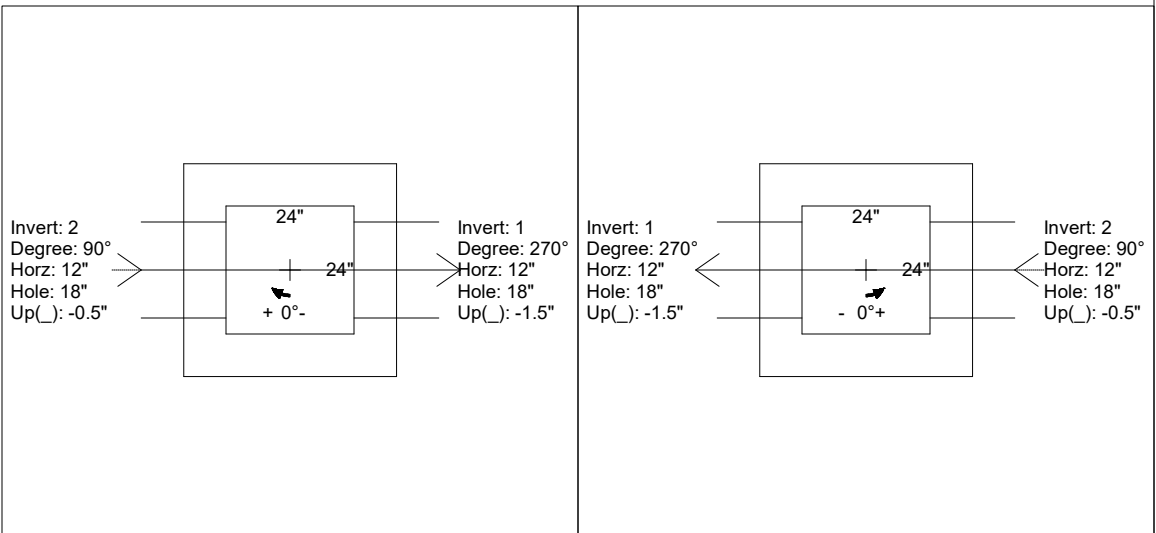 24"
Invert: 2
Degree: 90°
Horz: 12"
Hole: 18"
Up(_): -0.5"
24"
+ 0°-
Invert: 1
Degree: 270°
Horz: 12"
Hole: 18"
Up(_): -1.5"
24"
Invert: 1
Degree: 270°
Horz: 12"
Hole: 18"
Up(_): -1.5"
24"
- 0°+
Invert: 2
Degree: 90°
Horz: 12"
Hole: 18"
Up(_): -0.5"